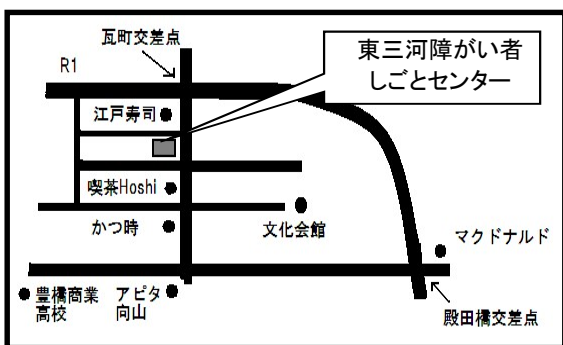 瓦町交差点
R1
東三河障がい者
しごとセンター
江戸寿司
喫茶Hoshi
かつ時
文化会館
マクドナルド
豊橋商業
高校
アピタ
向山
殿田橋交差点